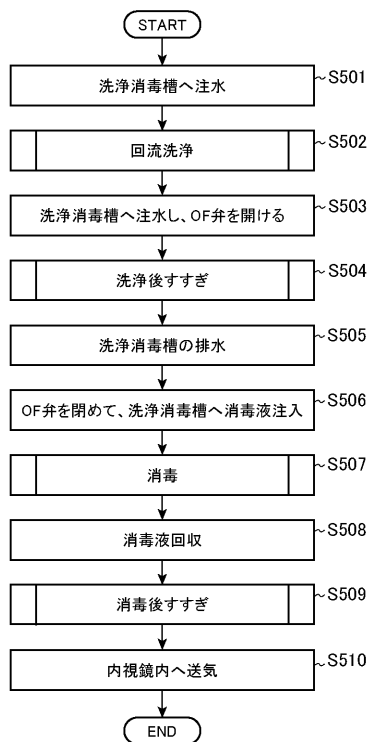 START
洗浄消毒槽へ注水
S501
回流洗浄
S502
洗浄消毒槽へ注水し、OF弁を開ける
S503
洗浄後すすぎ
S504
洗浄消毒槽の排水
S505
OF弁を閉めて、洗浄消毒槽へ消毒液注入
S506
消毒
S507
消毒液回収
S508
消毒後すすぎ
S509
内視鏡内へ送気
S510
END